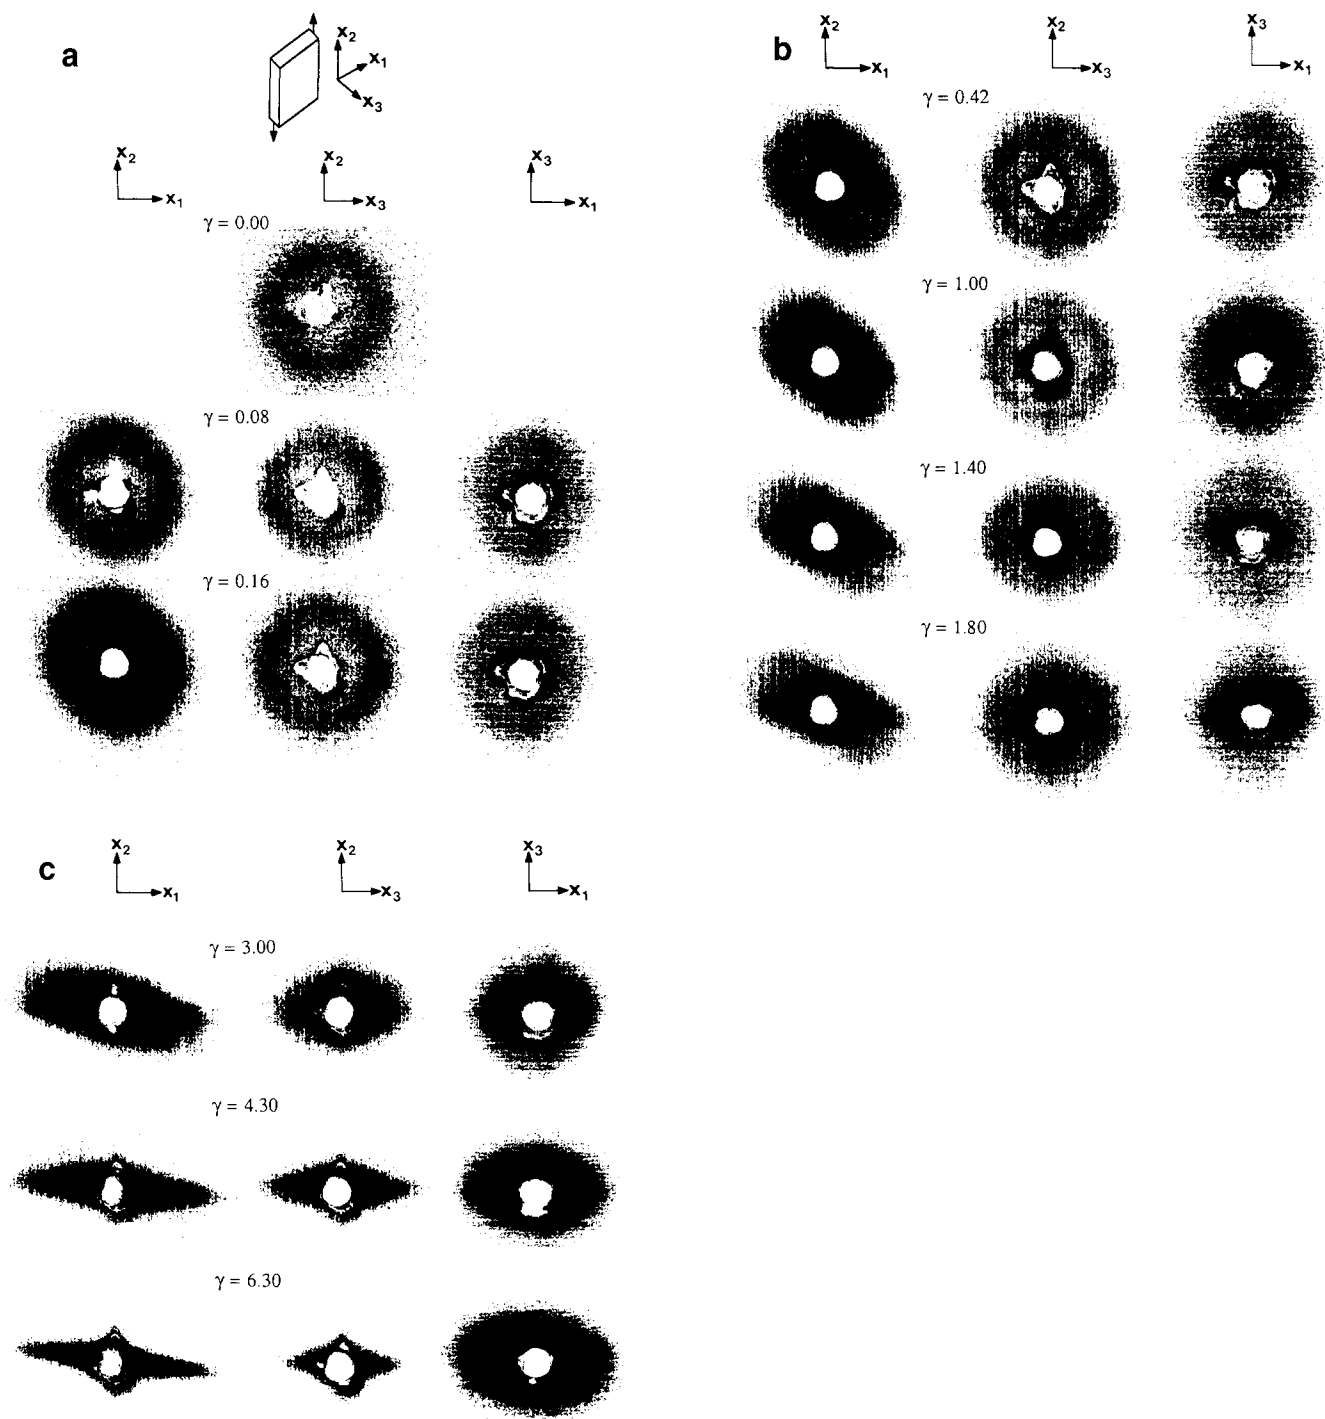 a
x₂
x₁
x₃
x₂
x₁
x₂
x₃
x₃
x₁
γ = 0.00
γ = 0.08
γ = 0.16
b
x₂
x₁
x₂
x₃
x₃
x₁
γ = 0.42
γ = 1.00
γ = 1.40
γ = 1.80
c
x₂
x₁
x₂
x₃
x₃
x₁
γ = 3.00
γ = 4.30
γ = 6.30